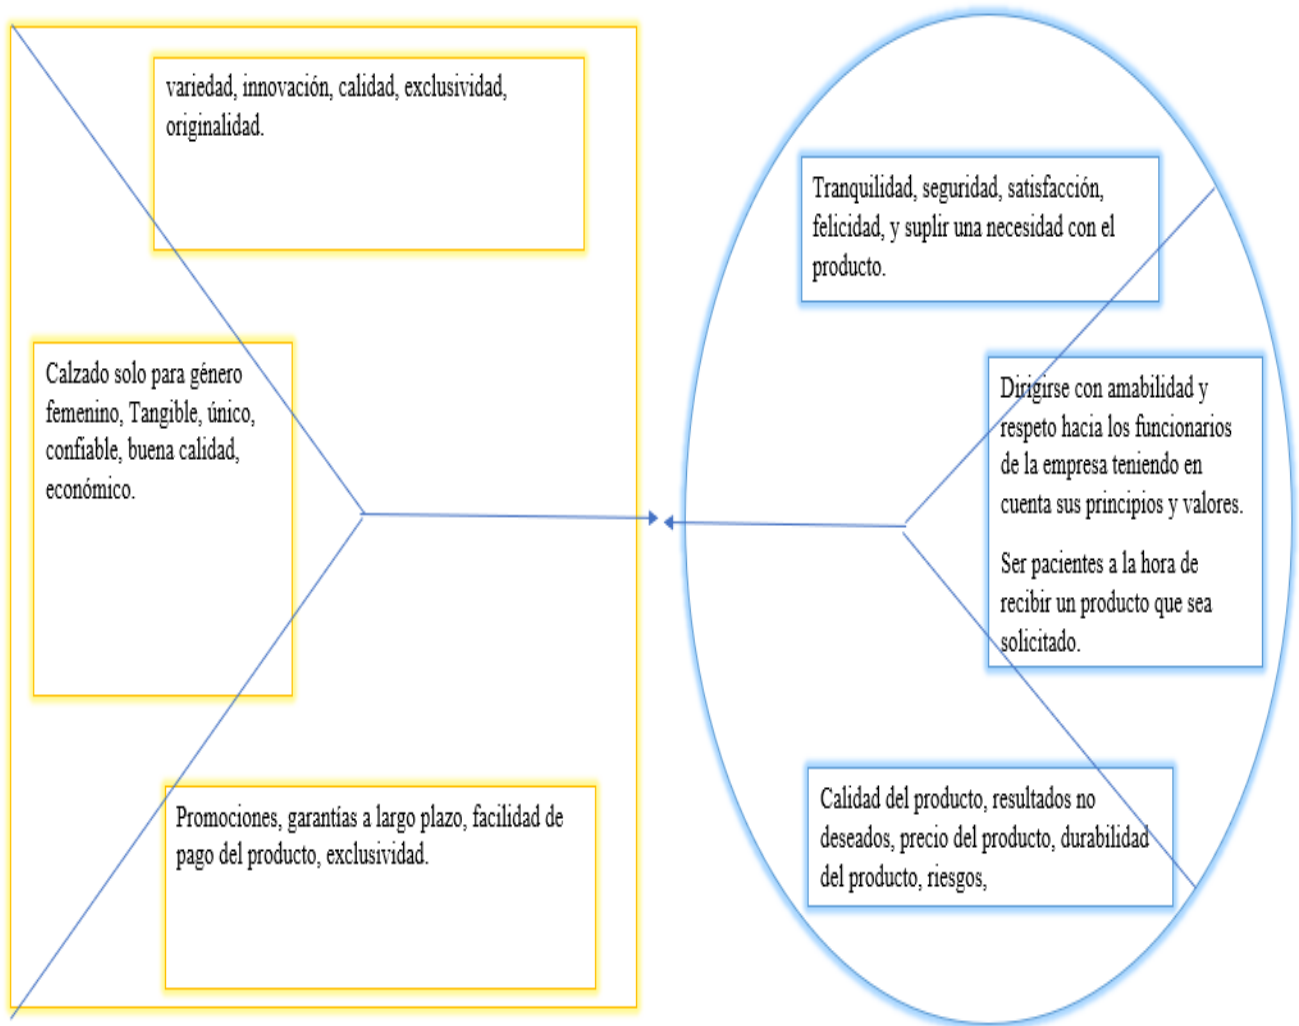 variedad, innovación, calidad, exclusividad,
originalidad.
Calzado solo para género
femenino, Tangible, único,
confiable, buena calidad,
económico.
Promociones, garantías a largo plazo, facilidad de
pago del producto, exclusividad.
Tranquilidad, seguridad, satisfacción,
felicidad, y suplir una necesidad con el
producto.
Dirigirse con amabilidad y
respeto hacia los funcionarios
de la empresa teniendo en
cuenta sus principios y valores.
Ser pacientes a la hora de
recibir un producto que sea
solicitado.
Calidad del producto, resultados no
deseados, precio del producto, durabilidad
del producto, riesgos,